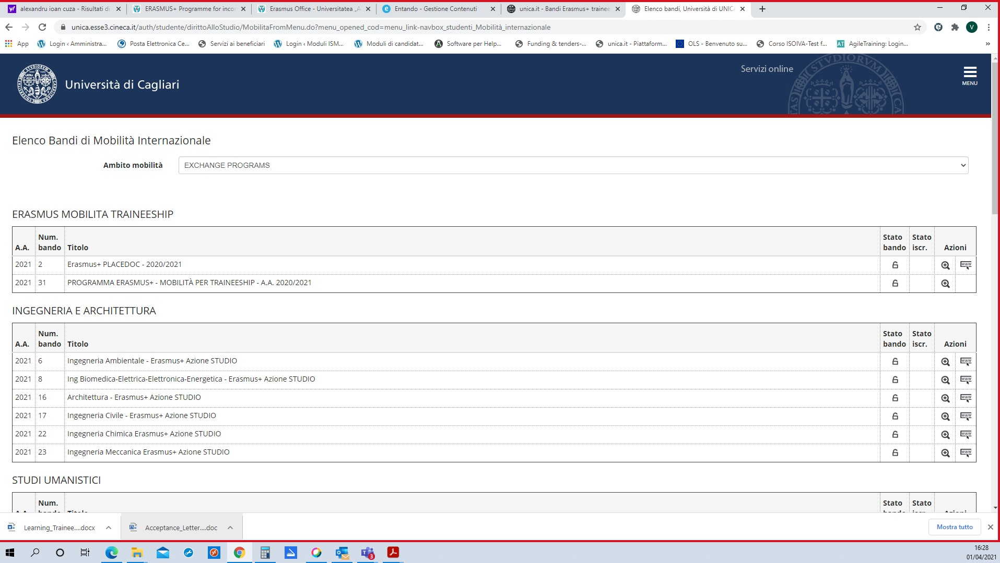 alexandru ioan cuza - Risultati di
ERASMUS+ Programme for incor
Erasmus Office - Universitatea „A
Entando - Gestione Contenuti
unica.it - Bandi Erasmus+ trainee
Elenco bandi, Università di UNICA
unica.esse3.cineca.it/auth/studente/dirittoAlloStudio/MobilitaFromMenu.do?menu_opened_cod=menu_link-navbox_studenti_Mobilità_internazionale
V
App
Login ‹ Amministra...
Posta Elettronica Ce...
Servizi ai beneficiari
Login ‹ Moduli ISM...
Moduli di candidat...
Software per Help...
Funding & tenders-...
unica.it - Piattaform...
OLS - Benvenuto su...
Corso ISOIVA-Test f...
AT AgileTraining: Login...
»
Università di Cagliari
Servizi online
MENU
Elenco Bandi di Mobilità Internazionale
Ambito mobilità EXCHANGE PROGRAMS
ERASMUS MOBILITA TRAINEESHIP
A.A. Num. bando Titolo Stato bando Stato iscr. Azioni
2021 2 Erasmus+ PLACEDOC - 2020/2021
2021 31 PROGRAMMA ERASMUS+ - MOBILITÀ PER TRAINEESHIP - A.A. 2020/2021
INGEGNERIA E ARCHITETTURA
A.A. Num. bando Titolo Stato bando Stato iscr. Azioni
2021 6 Ingegneria Ambientale - Erasmus+ Azione STUDIO
2021 8 Ing Biomedica-Elettrica-Elettronica-Energetica - Erasmus+ Azione STUDIO
2021 16 Architettura - Erasmus+ Azione STUDIO
2021 17 Ingegneria Civile - Erasmus+ Azione STUDIO
2021 22 Ingegneria Chimica Erasmus+ Azione STUDIO
2021 23 Ingegneria Meccanica Erasmus+ Azione STUDIO
STUDI UMANISTICI
Num. Stato Stato
Learning_Trainee....docx
Acceptance_Letter....doc
Mostra tutto
3
16:28
01/04/2021